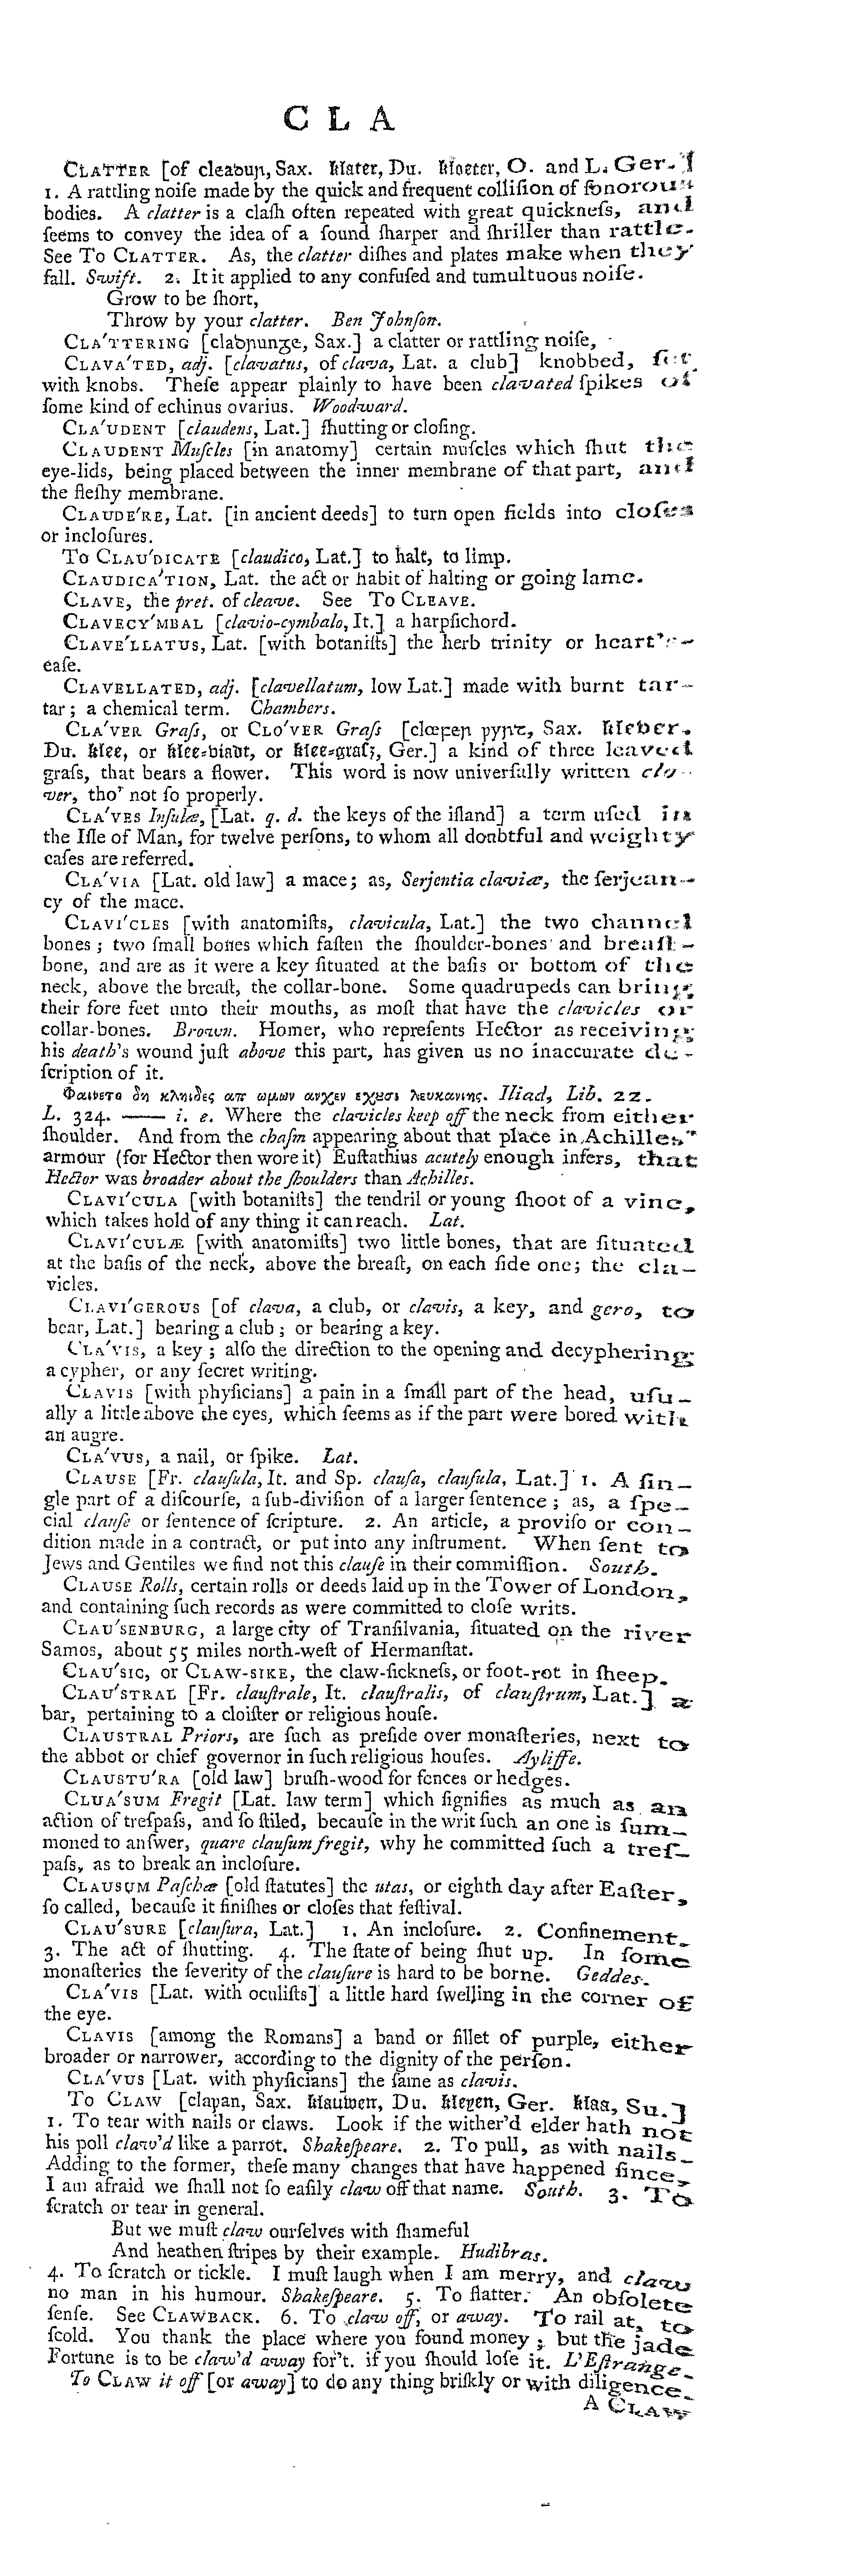 C L A
CLATTER [of cleaꝺuꞃ, Sax. klater, Du. kloeter, O. and L. Ger.]
1. A rattling noiſe made by the quick and frequent colliſion of ſonorous
bodies. A clatter is a claſh often repeated with great quickneſs, and
ſeems to convey the idea of a ſound ſharper and ſhriller than rattle.
See To CLATTER. As, the clatter diſhes and plates make when they
fall. Swift. 2. It it applied to any confuſed and tumultuous noiſe.
Grow to be ſhort,
Throw by your clatter. Ben Johnſon.
CLA'TTERING [claꝺꞃunᵹe, Sax.] a clatter or rattling noiſe,
CLAVA'TED, adj. [clavatus, of clava, Lat. a club] knobbed, ſet
with knobs. Theſe appear plainly to have been clavated ſpikes of
ſome kind of echinus ovarius. Woodward.
CLA'UDENT [claudens, Lat.] ſhutting or cloſing.
CLAUDENT Muſcles [in anatomy] certain muſcles which ſhut the
eye-lids, being placed between the inner membrane of that part, and
the fleſhy membrane.
CLAUDE'RE, Lat. [in ancient deeds] to turn open fields into cloſes
or incloſures.
To CLAU'DICATE [claudico, Lat.] to halt, to limp.
CLAUDICA'TION, Lat. the act or habit of halting or going lame.
CLAVE, the pret. of cleave. See To CLEAVE.
CLAVECY'MBAL [clavio-cymbalo, It.] a harpſichord.
CLAVE'LLATUS, Lat. [with botaniſts] the herb trinity or heart's-
eaſe.
CLAVELLATED, adj. [clavellatum, low Lat.] made with burnt tar-
tar; a chemical term. Chambers.
CLA'VER Graſs, or CLO'VER Graſs [clœꝼeꞃ ᵹꞃꞅ, Sax. kleber,
Du. klee, or klee-bladt, or klee-graſz, Ger.] a kind of three leaved
graſs, that bears a flower. This word is now univerſally written clo-
ver, tho' not ſo properly.
CLA'VES Inſulæ, [Lat. q. d. the keys of the iſland] a term uſed in
the Iſle of Man, for twelve perſons, to whom all doubtful and weighty
caſes are referred.
CLA'VIA [Lat. old law] a mace; as, Serjentia claviæ, the ſerjean-
cy of the mace.
CLAVI'CLES [with anatomiſts, clavicula, Lat.] the two channel
bones; two ſmall bones which faſten the ſhoulder-bones and breaſt-
bone, and are as it were a key ſituated at the baſis or bottom of the
neck, above the breaſt, the collar-bone. Some quadrupeds can bring
their fore feet unto their mouths, as moſt that have the clavicles or
collar-bones. Brown. Homer, who repreſents Hector as receiving
his death's wound juſt above this part, has given us no inaccurate de-
ſcription of it.
Φαινετο δη κληιδες απ ωμων ανχεν εχυσι λευκανιης. Iliad, Lib. 22.
L. 324. —— i. e. Where the clavicles keep off the neck from either
ſhoulder. And from the chaſm appearing about that place in Achilles'
armour (for Hector then wore it) Euſtathius acutely enough infers, that
Hector was broader about the ſhoulders than Achilles.
CLAVI'CULA [with botaniſts] the tendril or young ſhoot of a vine,
which takes hold of any thing it can reach. Lat.
CLAVI'CULÆ [with anatomiſts] two little bones, that are ſituated
at the baſis of the neck, above the breaſt, on each ſide one; the cla-
vicles.
CLAVI'GEROUS [of clava, a club, or clavis, a key, and gero, to
bear, Lat.] bearing a club; or bearing a key.
CLA'VIS, a key; alſo the direction to the opening and decyphering
a cypher, or any ſecret writing.
CLAVIS [with phyſicians] a pain in a ſmall part of the head, uſu-
ally a little above the eyes, which ſeems as if the part were bored with
an augre.
CLA'VUS, a nail, or ſpike. Lat.
CLAUSE [Fr. clauſula, It. and Sp. clauſa, clauſula, Lat.] 1. A ſin-
gle part of a diſcourſe, a ſub-diviſion of a larger ſentence; as, a ſpe-
cial clauſe or ſentence of ſcripture. 2. An article, a proviſo or con-
dition made in a contract, or put into any inſtrument. When ſent to
Jews and Gentiles we find not this clauſe in their commiſſion. South.
CLAUSE Rolls, certain rolls or deeds laid up in the Tower of London,
and containing ſuch records as were committed to cloſe writs.
CLAU'SENBURG, a large city of Tranſilvania, ſituated on the river
Samos, about 55 miles north-weſt of Hermanſtat.
CLAU'SIC, or CLAW-SIKE, the claw-ſickneſs, or foot-rot in ſheep.
CLAU'STRAL [Fr. clauſtrale, It. clauſtralis, of clauſtrum, Lat.] a
bar, pertaining to a cloiſter or religious houſe.
CLAUSTRAL Priors, are ſuch as preſide over monaſteries, next to
the abbot or chief governor in ſuch religious houſes. Ayliffe.
CLAUSTU'RA [old law] bruſh-wood for fences or hedges.
CLUA'SUM Fregit [Lat. law term] which ſignifies as much as an
action of treſpaſs, and ſo ſtiled, becauſe in the writ ſuch an one is ſum-
moned to anſwer, quare clauſum fregit, why he committed ſuch a treſ-
paſs, as to break an incloſure.
CLAUSUM Paſchæ [old ſtatutes] the utas, or eighth day after Eaſter,
ſo called, becauſe it finiſhes or cloſes that feſtival.
CLAU'SURE [clauſura, Lat.] 1. An incloſure. 2. Confinement.
3. The act of ſhutting. 4. The ſtate of being ſhut up. In ſome
monaſteries the ſeverity of the clauſure is hard to be borne. Geddes.
CLA'VIS [Lat. with oculiſts] a little hard ſwelling in the corner of
the eye.
CLAVIS [among the Romans] a band or fillet of purple, either
broader or narrower, according to the dignity of the perſon.
CLA'VUS [Lat. with phyſicians] the ſame as clavis.
To CLAW [clapan, Sax. klauwen, Du. kleyen, Ger. klaa, Su.]
1. To tear with nails or claws. Look if the wither'd elder hath not
his poll claw'd like a parrot. Shakeſpeare. 2. To pull, as with nails.
Adding to the former, theſe many changes that have happened ſince,
I am afraid we ſhall not ſo eaſily claw off that name. South. 3. To
ſcratch or tear in general.
But we muſt claw ourſelves with ſhameful
And heathen ſtripes by their example. Hudibras.
4. To ſcratch or tickle. I muſt laugh when I am merry, and claw
no man in his humour. Shakeſpeare. 5. To flatter. An obſolete
ſenſe. See CLAWBACK. 6. To claw off, or away. To rail at, to
ſcold. You thank the place where you found money; but the jade
Fortune is to be claw'd away for't. if you ſhould loſe it. L'Eſtrange.
To CLAW it off [or away] to do any thing briſkly or with diligence.
A CLAW